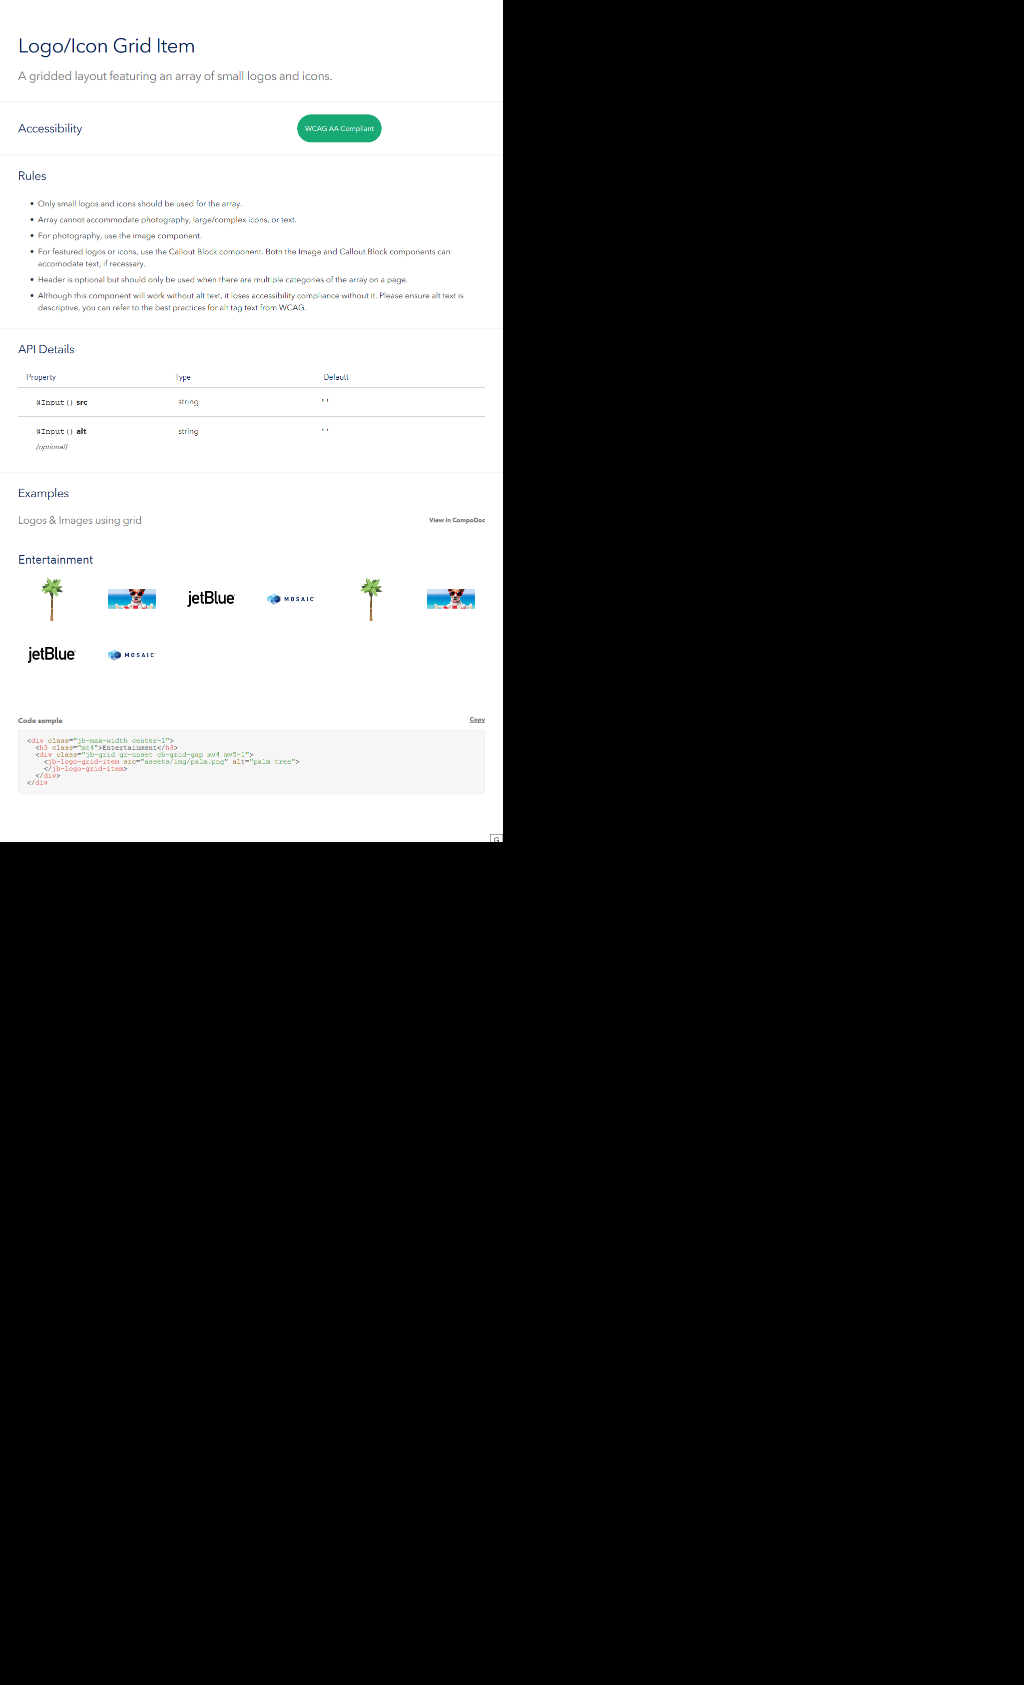 Logo/Icon Grid Item
A gridded layout featuring an array of small logos and icons.
Accessibility
WCAG AA Compliant
Rules
• Only small logos and icons should be used for the array.
• Array cannot accommodate photography, large/complex icons, or text.
• For photography, use the image component.
• For featured logos or icons, use the Callout Block component. Both the Image and Callout Block components can
accomodate text, if necessary.
• Header is optional but should only be used when there are multiple categories of the array on a page.
• Although this component will work without alt text, it loses accessibility compliance without it. Please ensure alt text is
descriptive, you can refer to the best practices for alt tag text from WCAG.
API Details
Property Type Default
@Input() src string ''
@Input() alt string ''
(optional)
Examples
Logos & Images using grid View in CompoDoc
Entertainment
jetBlue MOSAIC
jetBlue MOSAIC
Code sample Copy
<div class="jb-max-width center-l">
<h3 class="mt4">Entertainment</h3>
<div class="jb-grid gr-unset ob-grid-gap mv4 mv5-l">
<jb-logo-grid-item src="assets/img/palm.png" alt="palm tree">
</jb-logo-grid-item>
</div>
</div